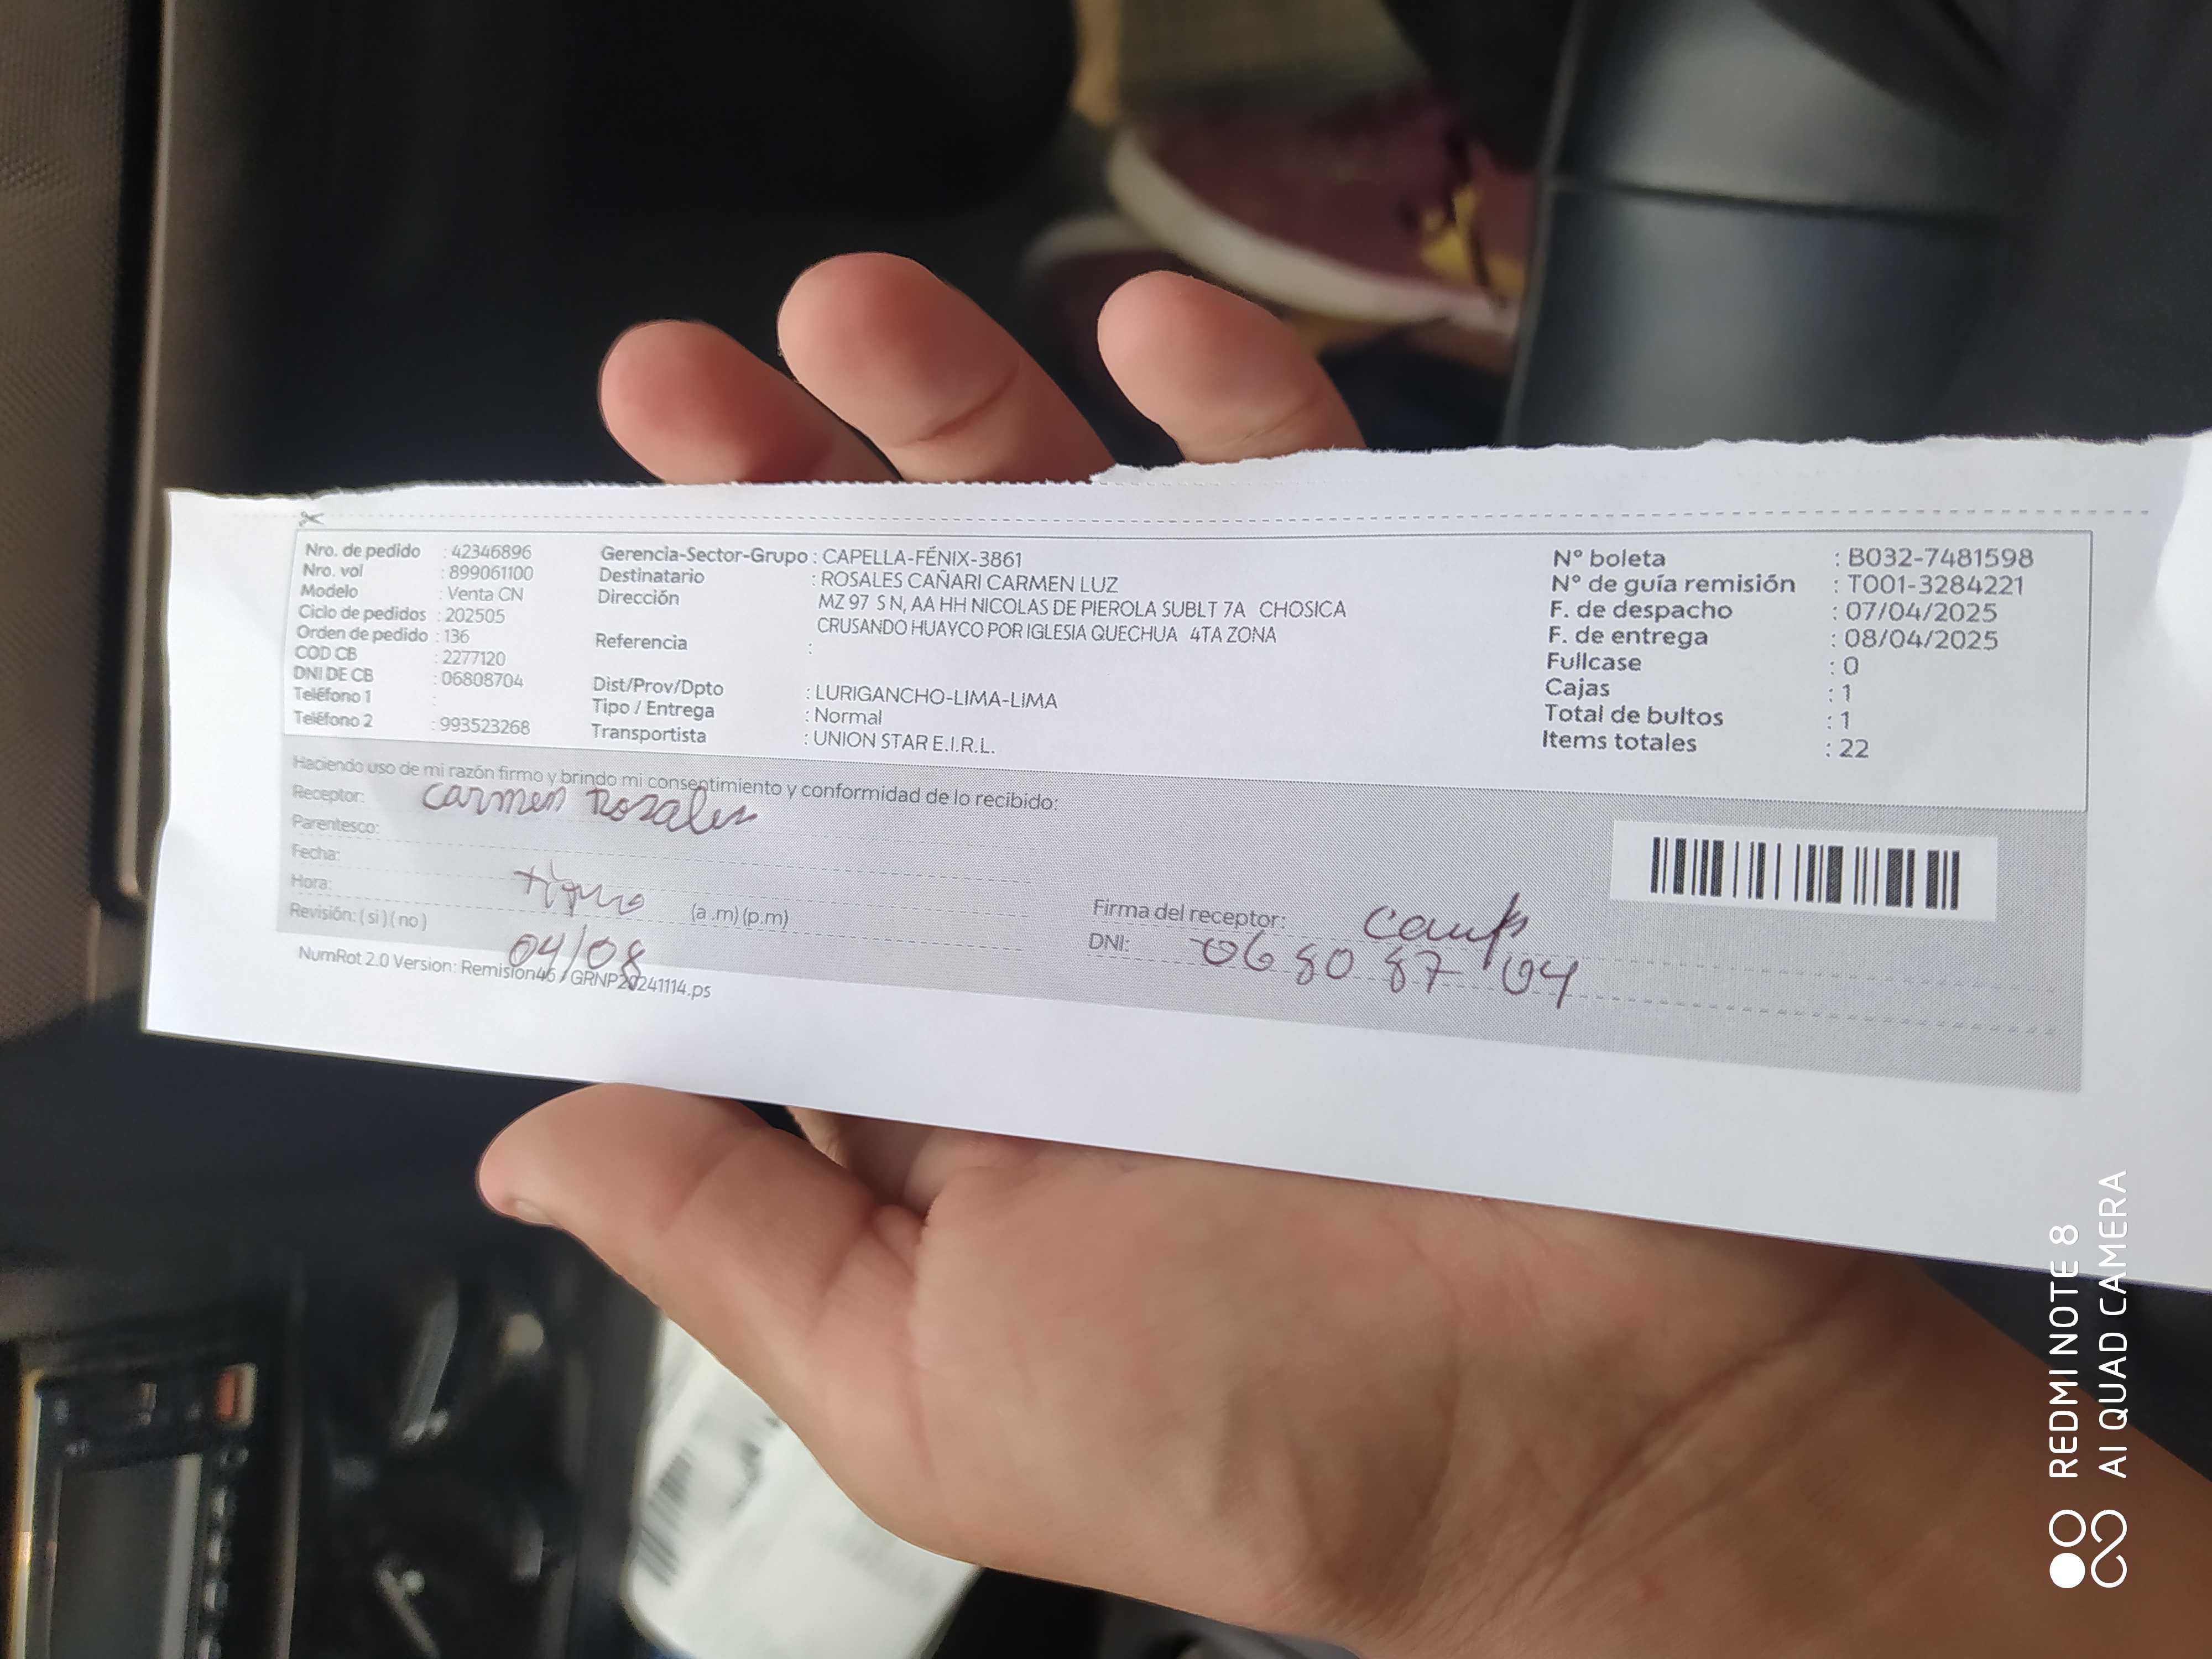 Nro. de pedido : 42346896
Nro. vol : 899061100
Modelo : Venta CN
Ciclo de pedidos : 202505
Orden de pedido : 136
COD CB : 2277120
DNI DE CB : 06808704
Teléfono 1 :
Teléfono 2 : 993523268
Gerencia-Sector-Grupo : CAPELLA-FÉNIX-3861
Destinatario : ROSALES CAÑARI CARMEN LUZ
Dirección MZ 97 S N, AA HH NICOLAS DE PIEROLA SUBLT 7A CHOSICA
CRUSANDO HUAYCO POR IGLESIA QUECHUA 4TA ZONA
Referencia :
Dist/Prov/Dpto : LURIGANCHO-LIMA-LIMA
Tipo / Entrega : Normal
Transportista : UNION STAR E.I.R.L.
N° boleta : B032-7481598
N° de guía remisión : T001-3284221
F. de despacho : 07/04/2025
F. de entrega : 08/04/2025
Fullcase : 0
Cajas : 1
Total de bultos : 1
Items totales : 22
Haciendo uso de mi razón firmo y brindo mi consentimiento y conformidad de lo recibido:
Receptor: Carmen Rosales
Parentesco:
Fecha:
Hora: (a .m) (p.m)
Revisión: ( si ) ( no ) 04/08
Firma del receptor:
DNI: 06 80 87 04
NumRot 2.0 Version: Remision46 / GRNP20241114.ps
REDMI NOTE 8
AI QUAD CAMERA